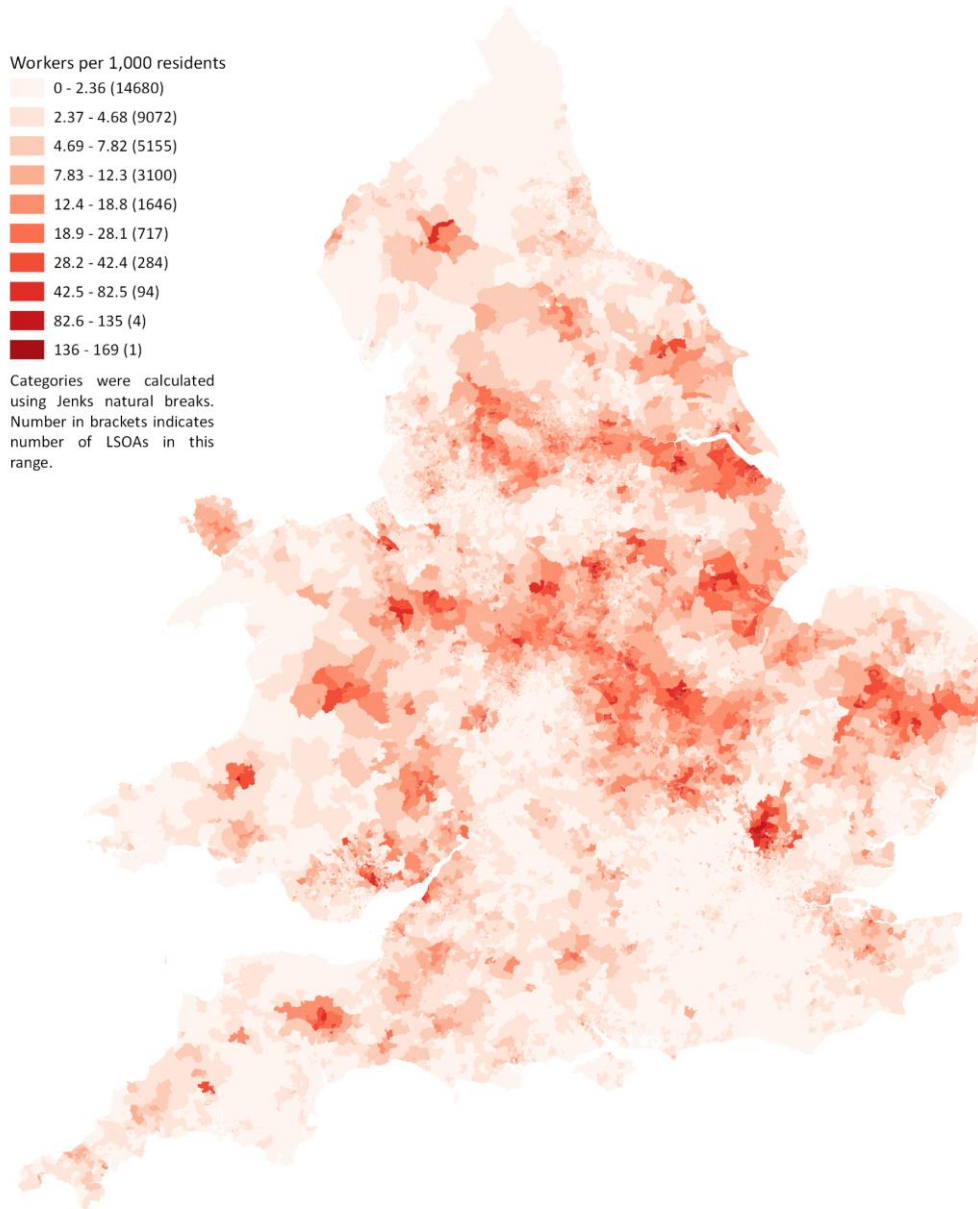 Workers per 1,000 residents
0 - 2.36 (14680)
2.37 - 4.68 (9072)
4.69 - 7.82 (5155)
7.83 - 12.3 (3100)
12.4 - 18.8 (1646)
18.9 - 28.1 (717)
28.2 - 42.4 (284)
42.5 - 82.5 (94)
82.6 - 135 (4)
136 - 169 (1)
Categories were calculated
using Jenks natural breaks.
Number in brackets indicates
number of LSOAs in this
range.